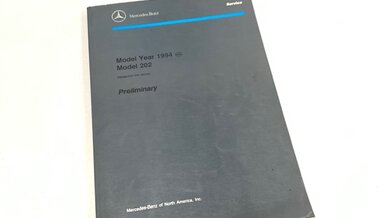 Mercedes-Benz
Service
Model Year 1994
Model 202
Preliminary
Mercedes-Benz of North America, Inc.